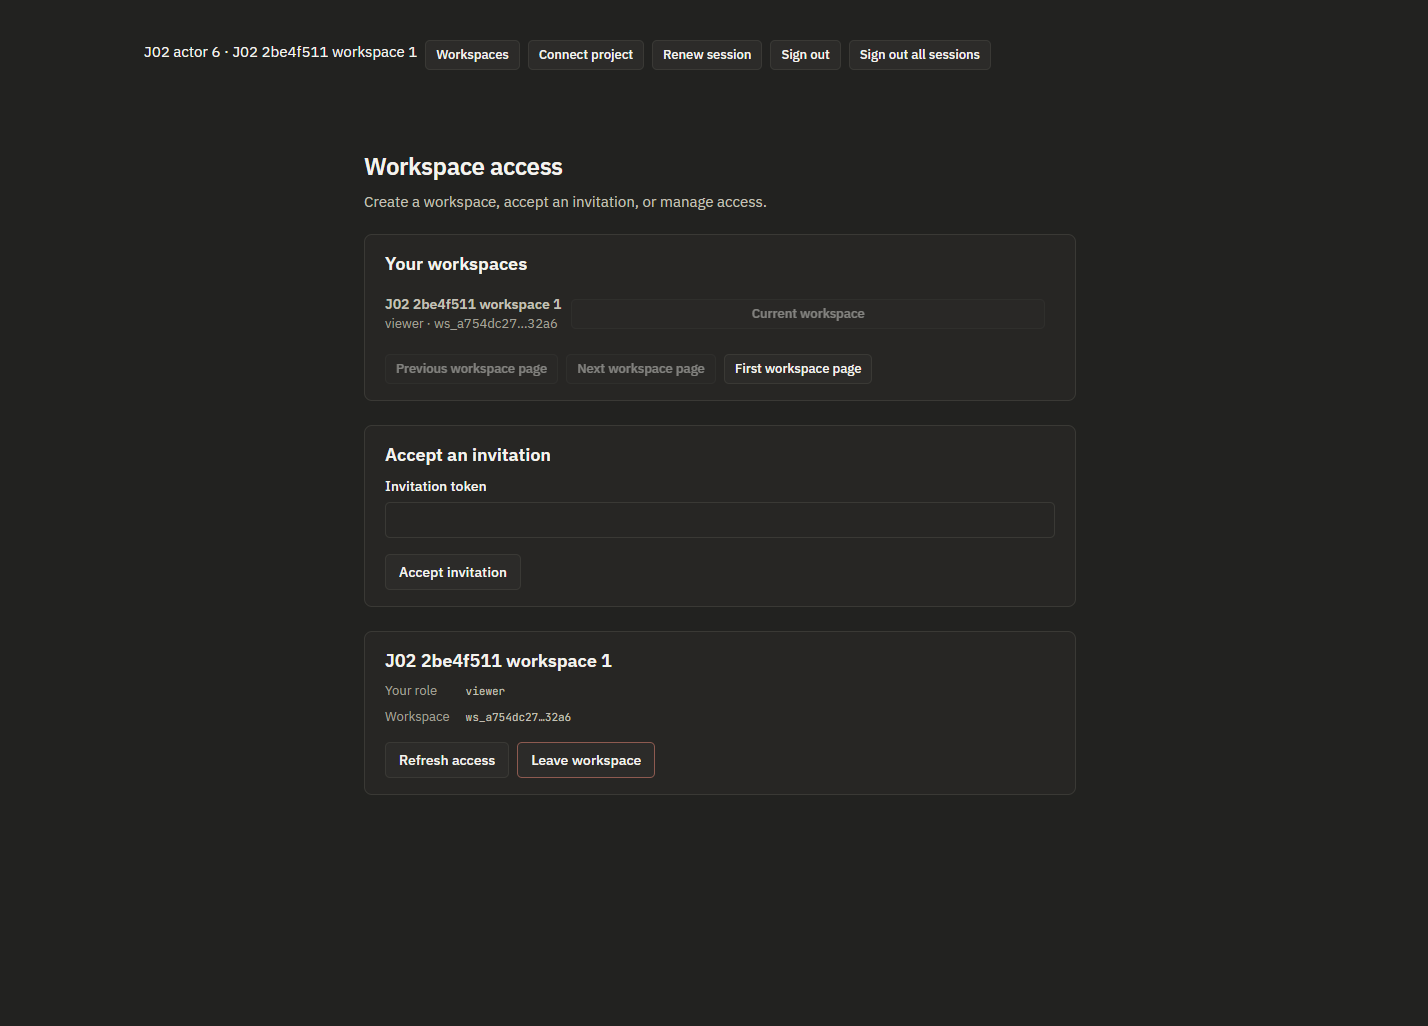 J02 actor 6 · J02 2be4f511 workspace 1 Workspaces Connect project Renew session Sign out Sign out all sessions
Workspace access
Create a workspace, accept an invitation, or manage access.
Your workspaces
J02 2be4f511 workspace 1
viewer · ws_a754dc27…32a6
Current workspace
Previous workspace page Next workspace page First workspace page
Accept an invitation
Invitation token
Accept invitation
J02 2be4f511 workspace 1
Your role viewer
Workspace ws_a754dc27…32a6
Refresh access Leave workspace